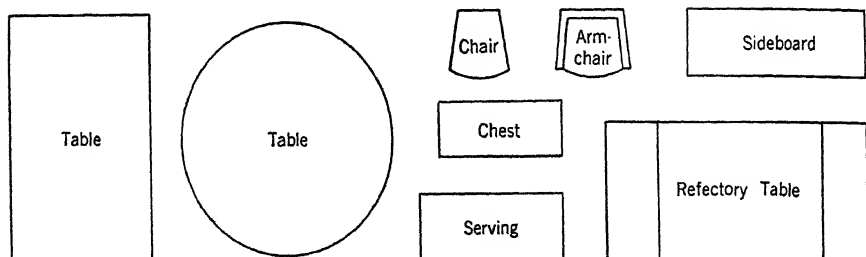 Chair
Arm-
chair
Sideboard
Table
Table
Chest
Refectory Table
Serving